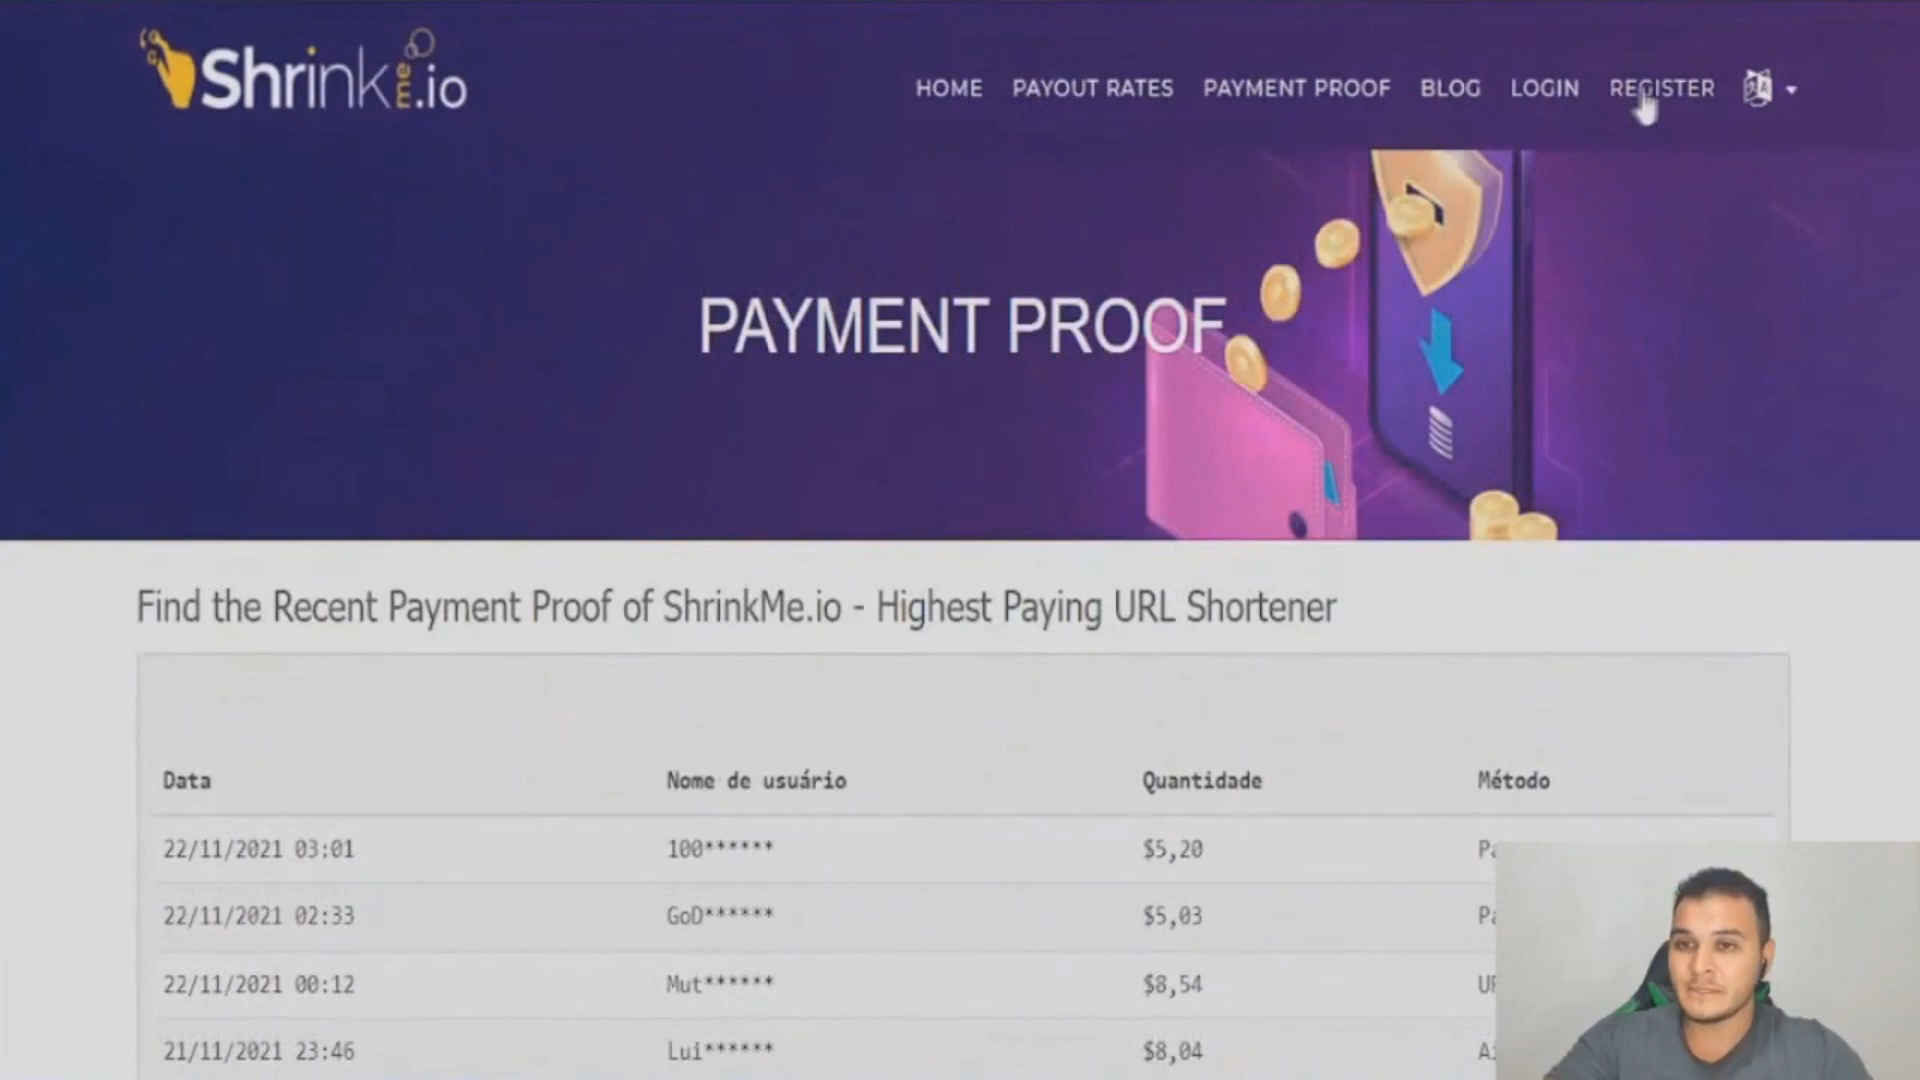 Shrinkme.io
HOME PAYOUT RATES PAYMENT PROOF BLOG LOGIN REGISTER
PAYMENT PROOF
Find the Recent Payment Proof of ShrinkMe.io - Highest Paying URL Shortener
Data Nome de usuário Quantidade Método
22/11/2021 03:01 100****** $5,20
22/11/2021 02:33 GoD****** $5,03
22/11/2021 00:12 Mut****** $8,54
21/11/2021 23:46 Lui****** $8,04